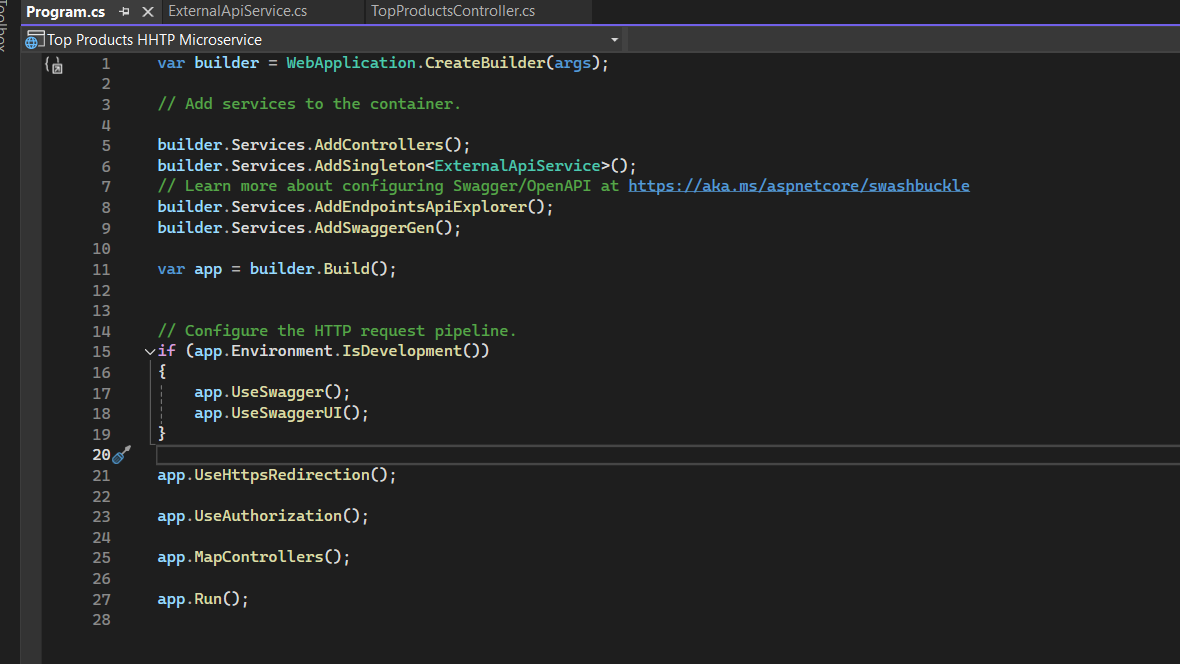 Toolbox
Program.cs
ExternalApiService.cs
TopProductsController.cs
Top Products HHTP Microservice
1 var builder = WebApplication.CreateBuilder(args);
2
3 // Add services to the container.
4
5 builder.Services.AddControllers();
6 builder.Services.AddSingleton<ExternalApiService>();
7 // Learn more about configuring Swagger/OpenAPI at https://aka.ms/aspnetcore/swashbuckle
8 builder.Services.AddEndpointsApiExplorer();
9 builder.Services.AddSwaggerGen();
10
11 var app = builder.Build();
12
13
14 // Configure the HTTP request pipeline.
15 if (app.Environment.IsDevelopment())
16 {
17     app.UseSwagger();
18     app.UseSwaggerUI();
19 }
20
21 app.UseHttpsRedirection();
22
23 app.UseAuthorization();
24
25 app.MapControllers();
26
27 app.Run();
28